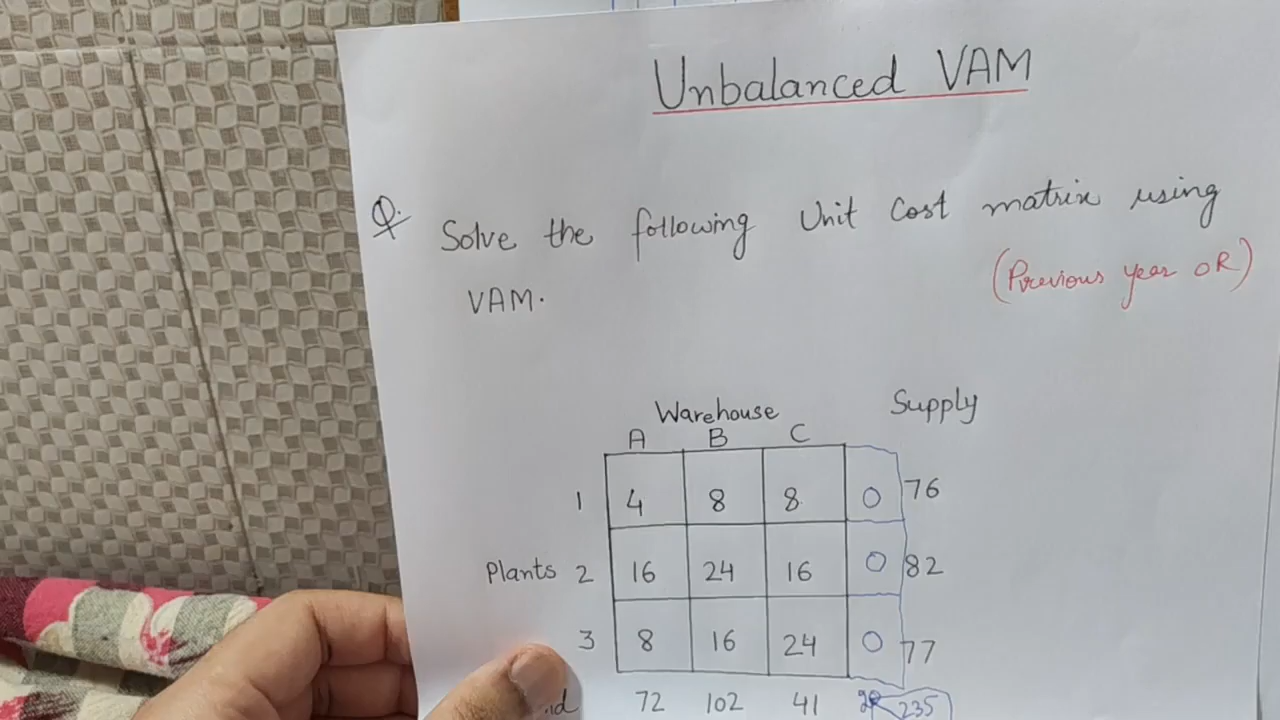 Unbalanced VAM
Q. Solve the following Unit Cost matrix using
VAM.
(Previous year OR)
Warehouse Supply
A B C
1 4 8 8 0 76
Plants 2 16 24 16 0 82
3 8 16 24 0 77
72 102 41 235